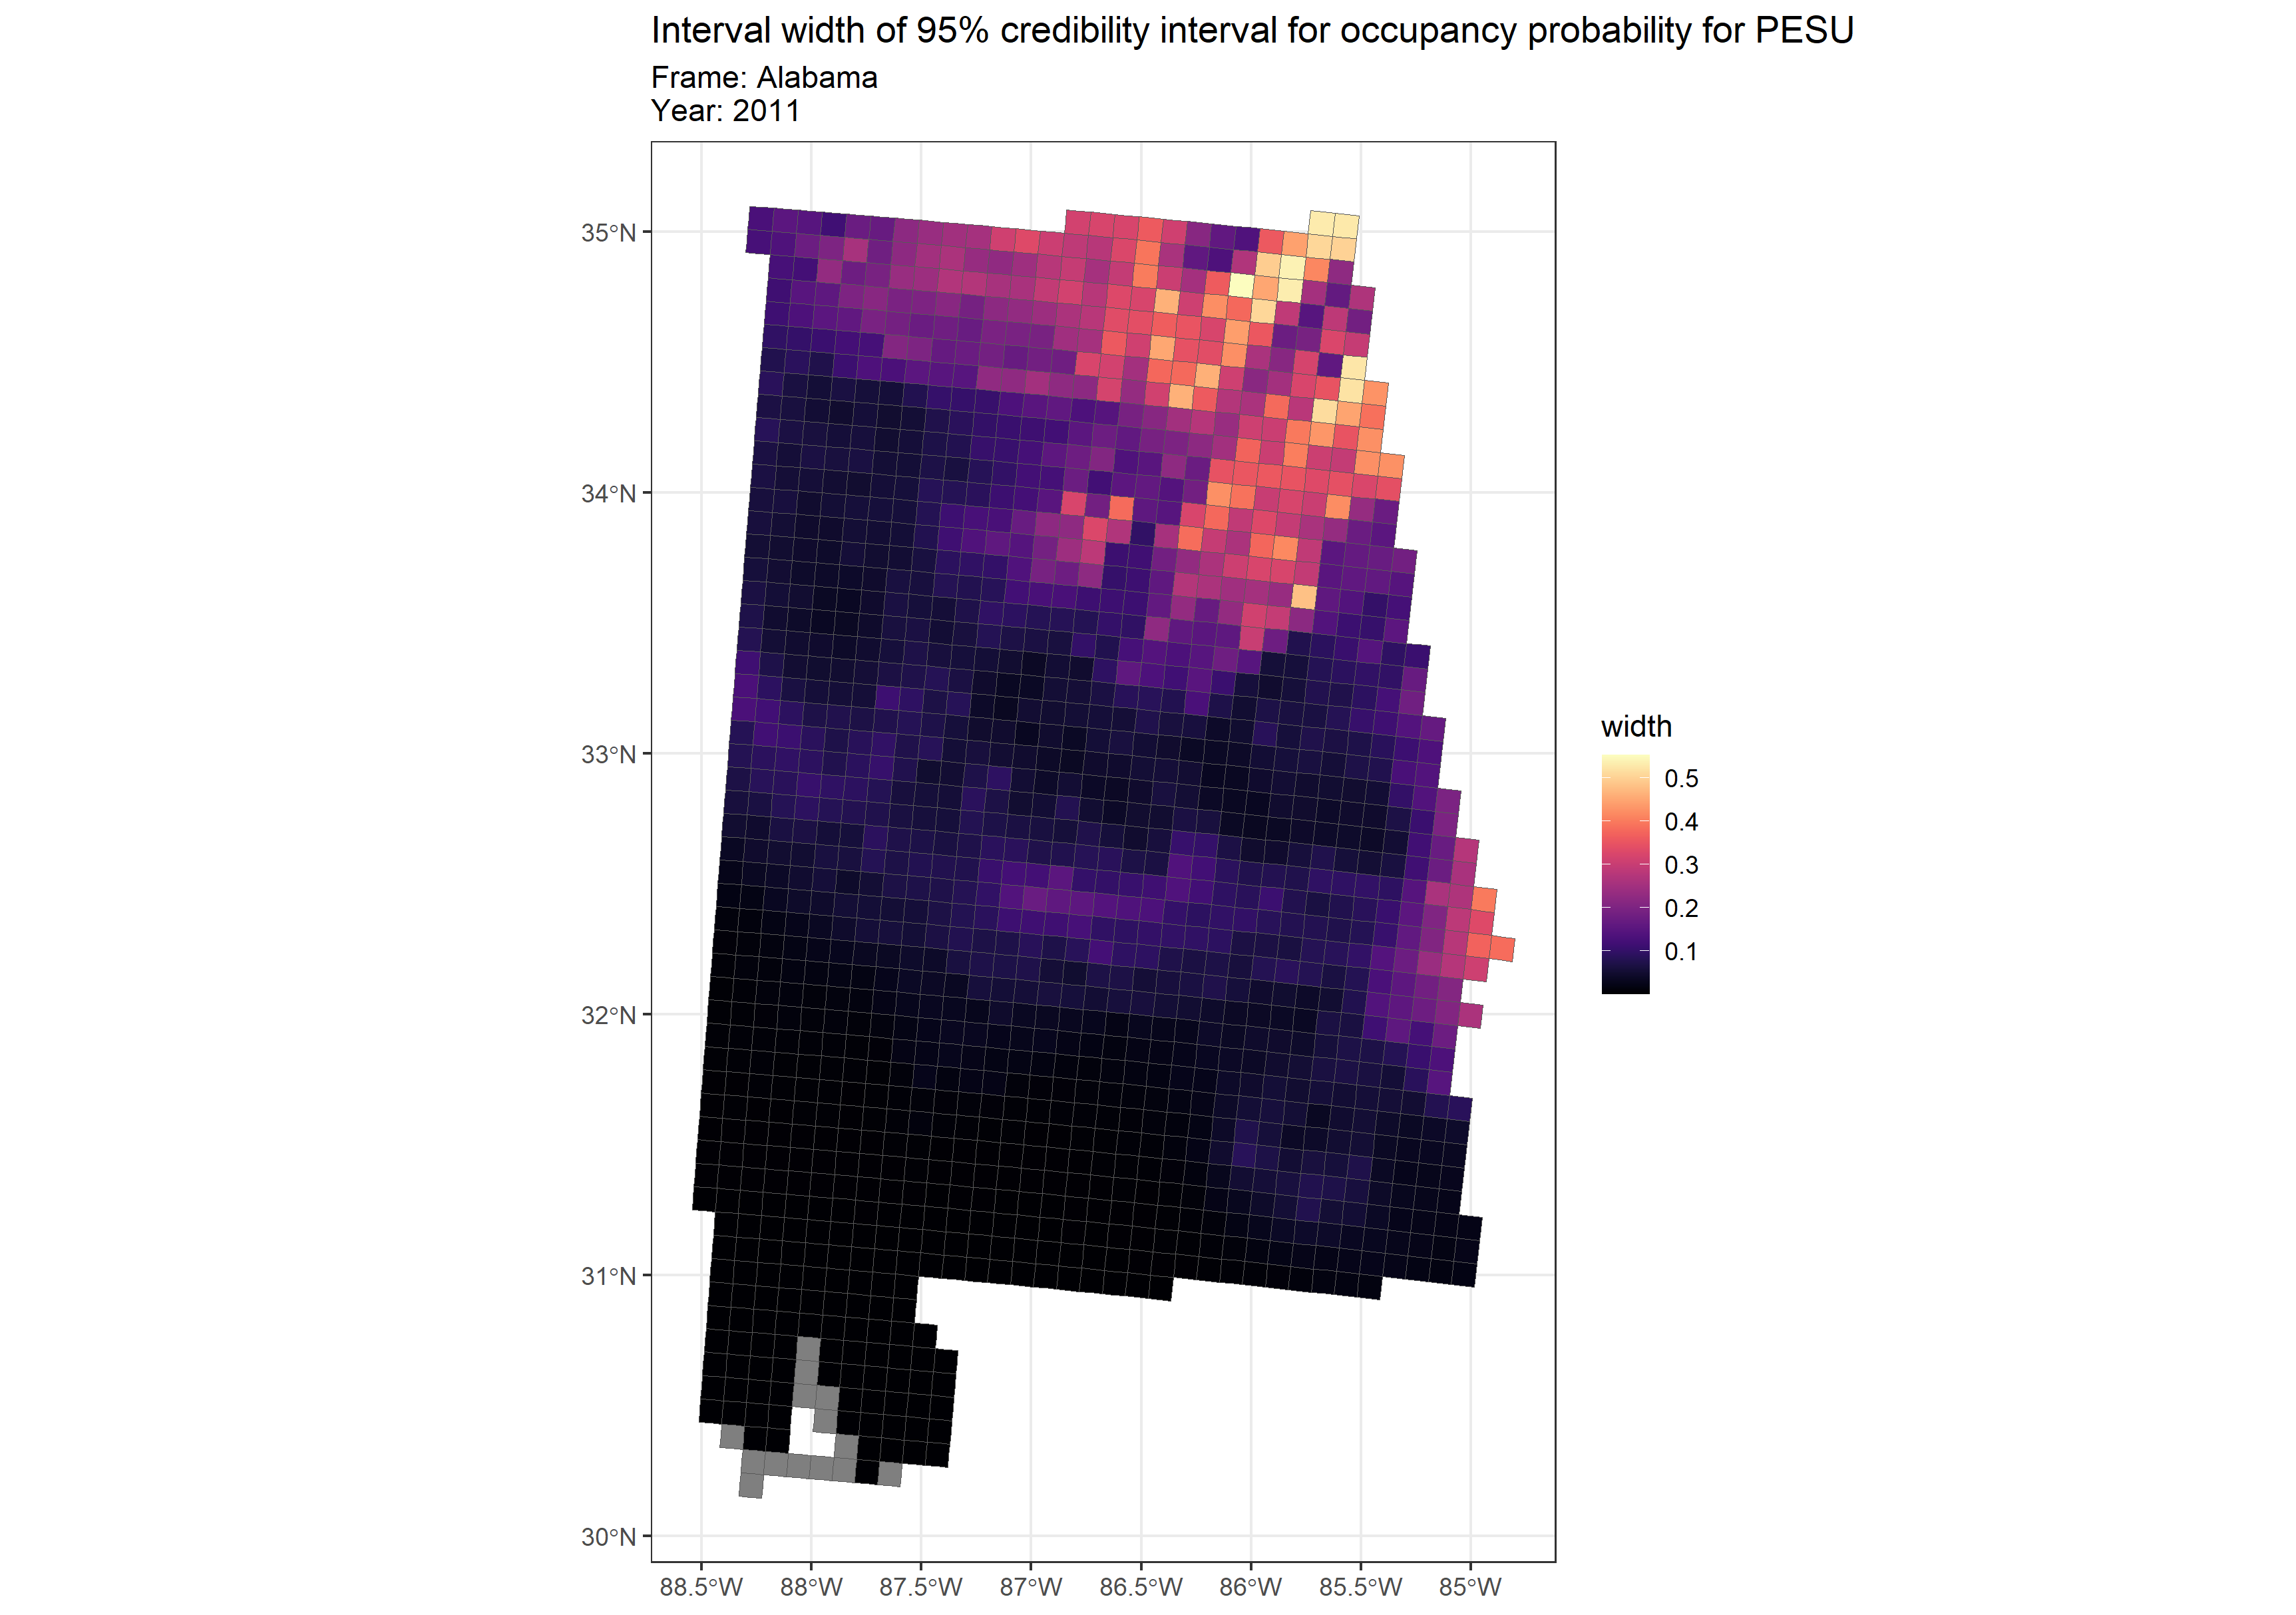 Interval width of 95% credibility interval for occupancy probability for PESU
Frame: Alabama
Year: 2011
35°N
34°N
33°N
32°N
31°N
30°N
88.5°W 88°W 87.5°W 87°W 86.5°W 86°W 85.5°W 85°W
width
0.5
0.4
0.3
0.2
0.1